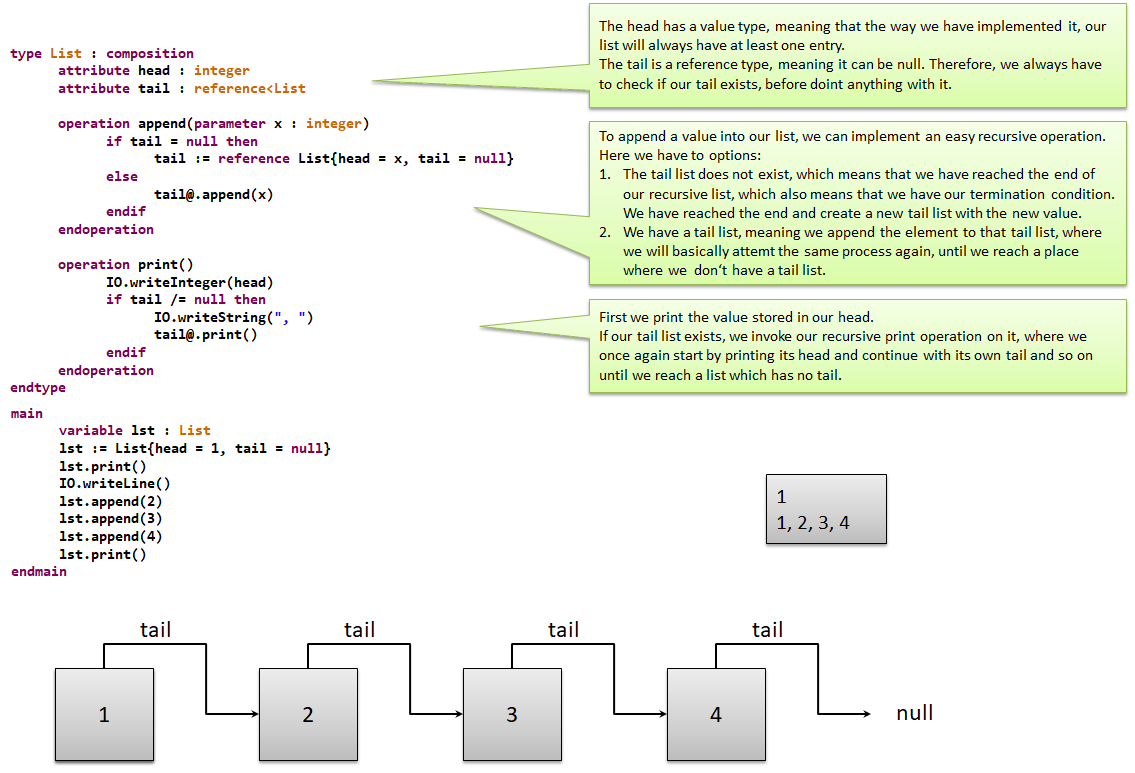 type List : composition
attribute head : integer
attribute tail : reference<List
operation append(parameter x : integer)
if tail = null then
tail := reference List{head = x, tail = null}
else
tail@.append(x)
endif
endoperation
operation print()
IO.writeInteger(head)
if tail /= null then
IO.writeString(", ")
tail@.print()
endif
endoperation
endtype
main
variable lst : List
lst := List{head = 1, tail = null}
lst.print()
IO.writeLine()
lst.append(2)
lst.append(3)
lst.append(4)
lst.print()
endmain
The head has a value type, meaning that the way we have implemented it, our
list will always have at least one entry.
The tail is a reference type, meaning it can be null. Therefore, we always have
to check if our tail exists, before doint anything with it.
To append a value into our list, we can implement an easy recursive operation.
Here we have to options:
1. The tail list does not exist, which means that we have reached the end of
our recursive list, which also means that we have our termination condition.
We have reached the end and create a new tail list with the new value.
2. We have a tail list, meaning we append the element to that tail list, where
we will basically attemt the same process again, until we reach a place
where we don‘t have a tail list.
First we print the value stored in our head.
If our tail list exists, we invoke our recursive print operation on it, where we
once again start by printing its head and continue with its own tail and so on
until we reach a list which has no tail.
1
1, 2, 3, 4
tail tail tail tail
1 2 3 4 null